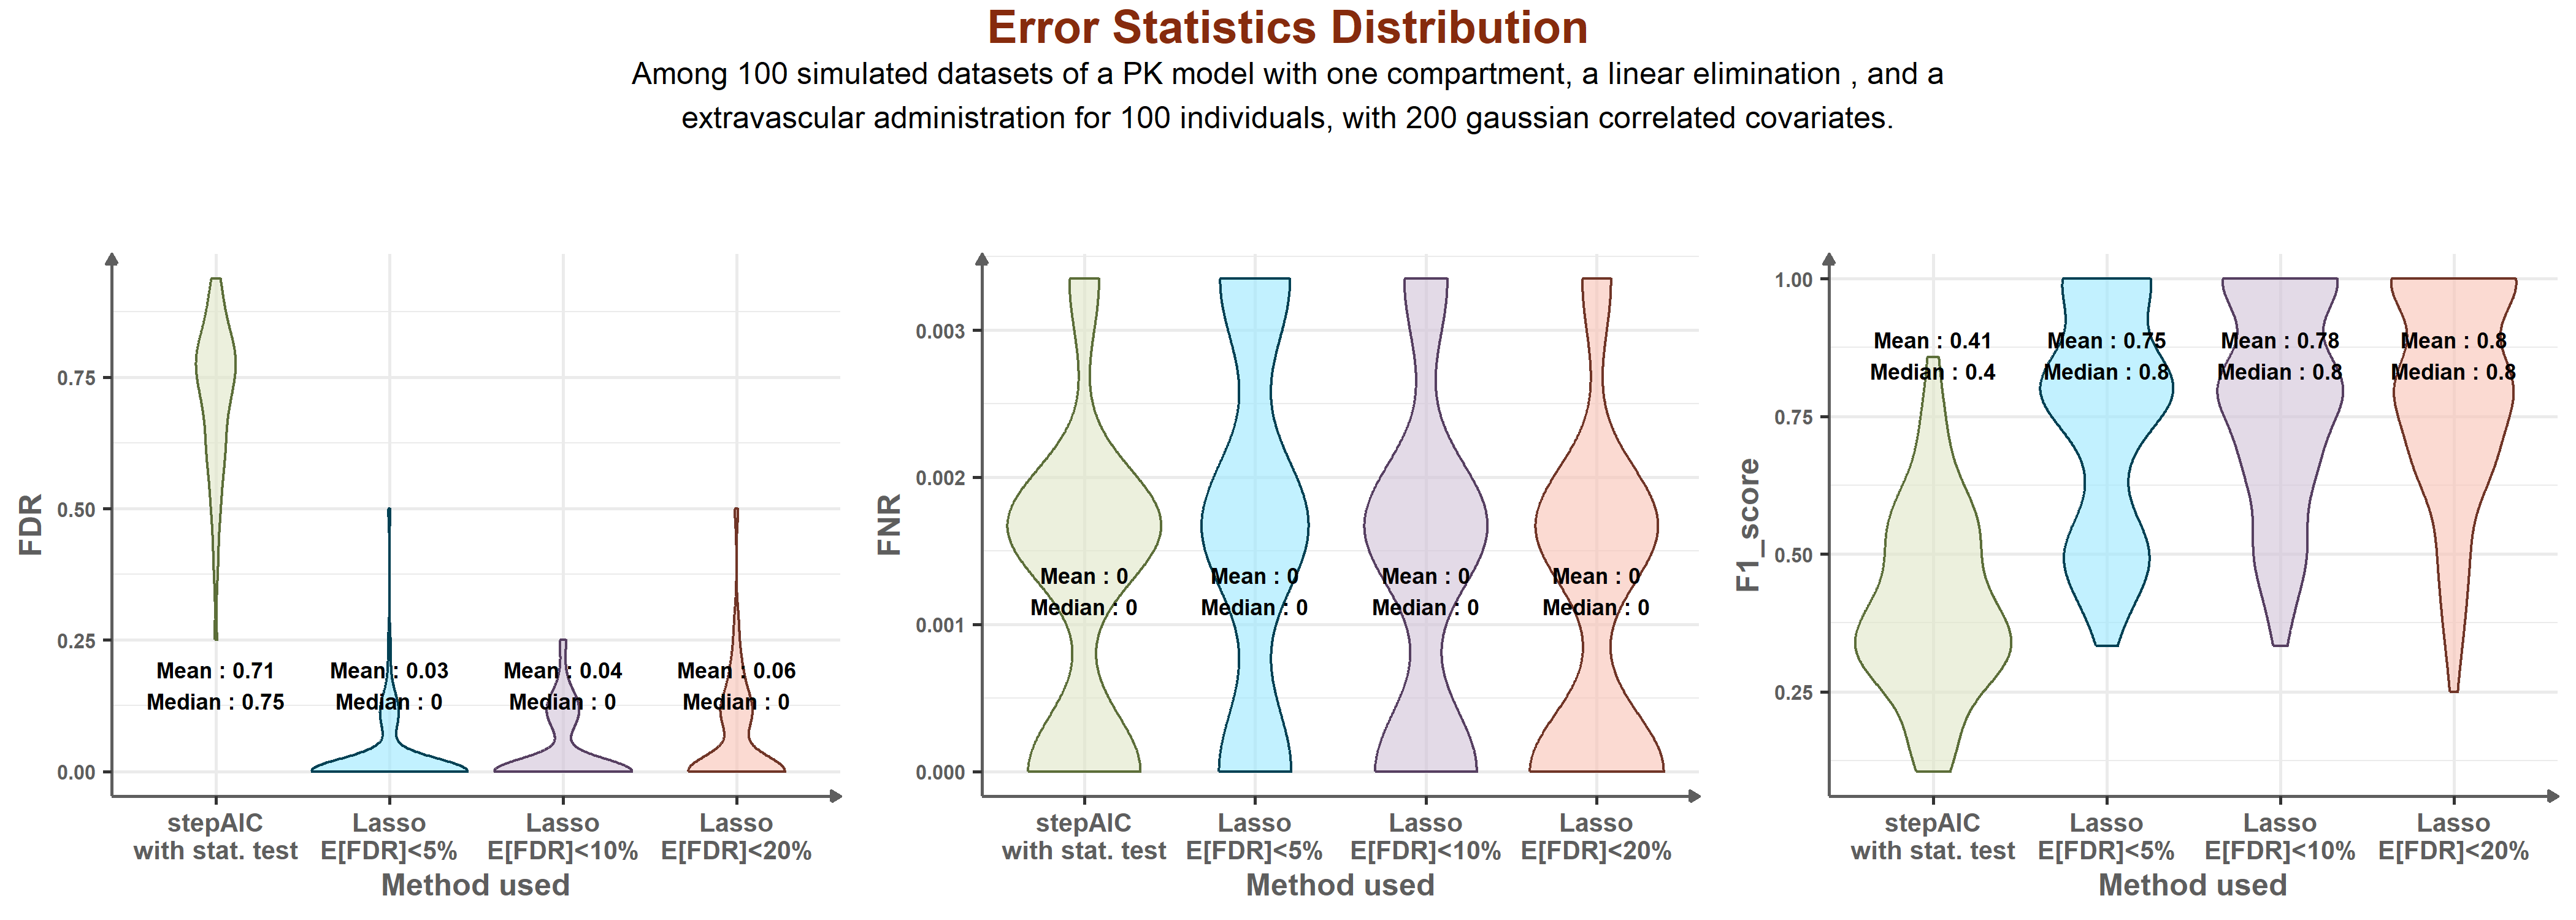 Error Statistics Distribution
Among 100 simulated datasets of a PK model with one compartment, a linear elimination , and a
extravascular administration for 100 individuals, with 200 gaussian correlated covariates.
FDR
0.75
0.50
0.25
0.00
Mean : 0.71
Median : 0.75
Mean : 0.03
Median : 0
Mean : 0.04
Median : 0
Mean : 0.06
Median : 0
stepAIC
with stat. test
Lasso
E[FDR]<5%
Lasso
E[FDR]<10%
Lasso
E[FDR]<20%
Method used
FNR
0.003
0.002
0.001
0.000
Mean : 0
Median : 0
Mean : 0
Median : 0
Mean : 0
Median : 0
Mean : 0
Median : 0
stepAIC
with stat. test
Lasso
E[FDR]<5%
Lasso
E[FDR]<10%
Lasso
E[FDR]<20%
Method used
F1_score
1.00
0.75
0.50
0.25
Mean : 0.41
Median : 0.4
Mean : 0.75
Median : 0.8
Mean : 0.78
Median : 0.8
Mean : 0.8
Median : 0.8
stepAIC
with stat. test
Lasso
E[FDR]<5%
Lasso
E[FDR]<10%
Lasso
E[FDR]<20%
Method used